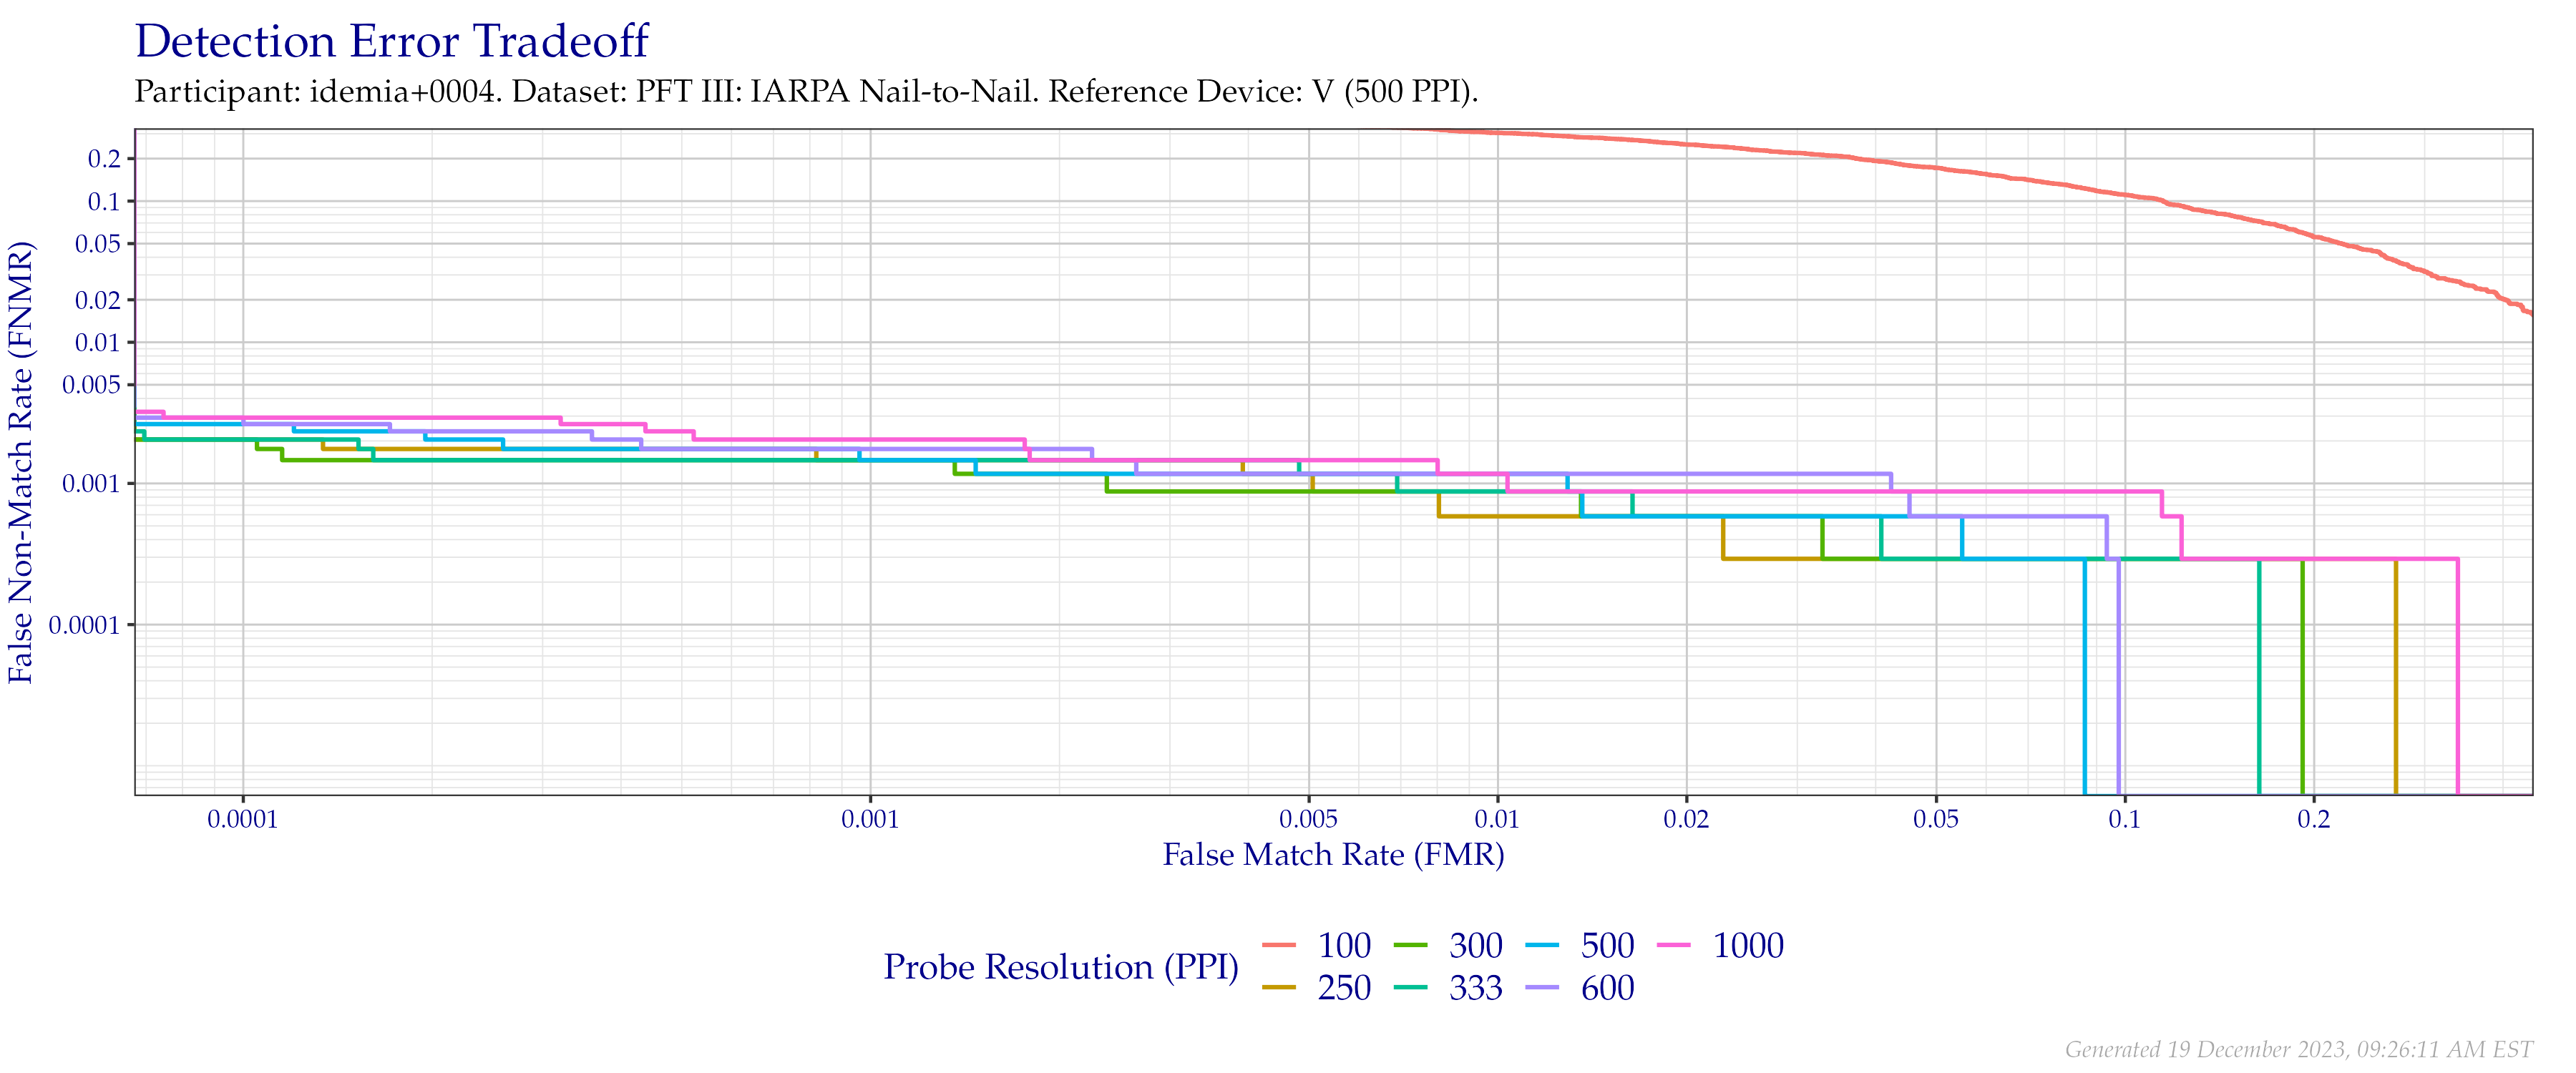 Detection Error Tradeoff
Participant: idemia+0004. Dataset: PFT III: IARPA Nail-to-Nail. Reference Device: V (500 PPI).
False Non-Match Rate (FNMR)
0.2
0.1
0.05
0.02
0.01
0.005
0.001
0.0001
0.0001 0.001 0.005 0.01 0.02 0.05 0.1 0.2
False Match Rate (FMR)
Probe Resolution (PPI)
100 300 500 1000
250 333 600
Generated 19 December 2023, 09:26:11 AM EST